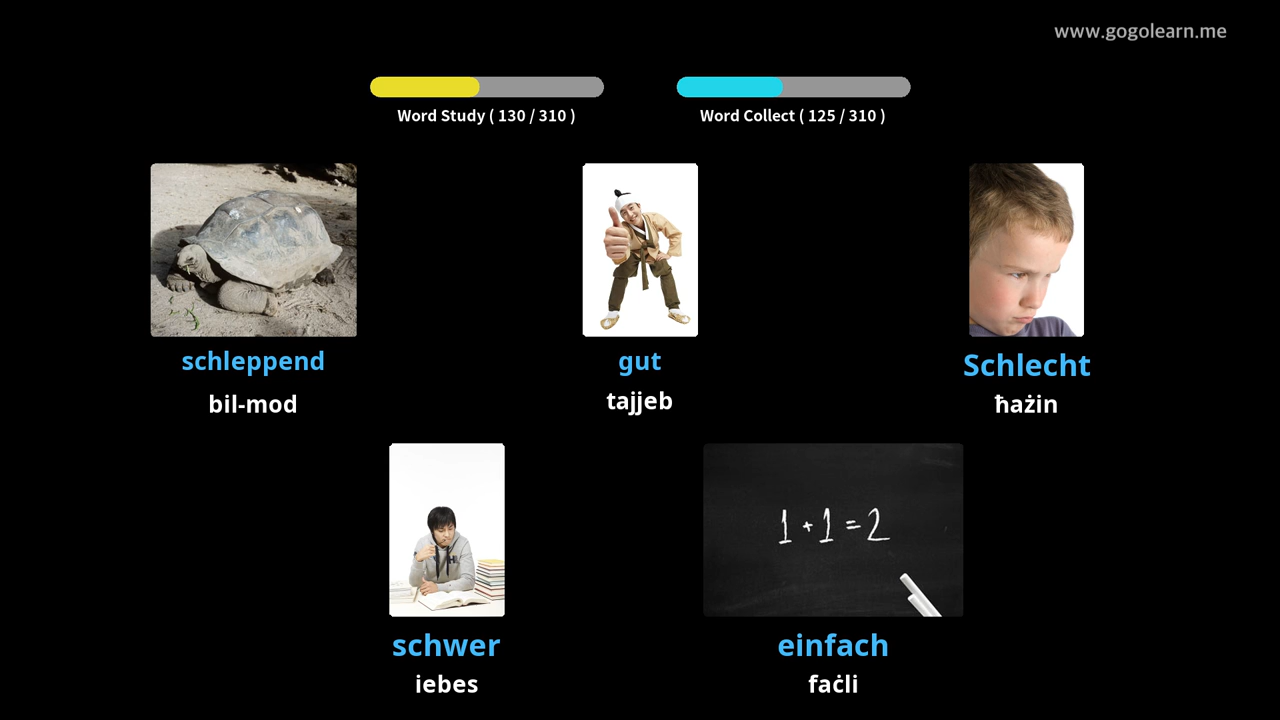 www.gogolearn.me
Word Study ( 130 / 310 )
Word Collect ( 125 / 310 )
schleppend
bil-mod
gut
tajjeb
Schlecht
ħażin
schwer
iebes
1 + 1 = 2
einfach
faċli